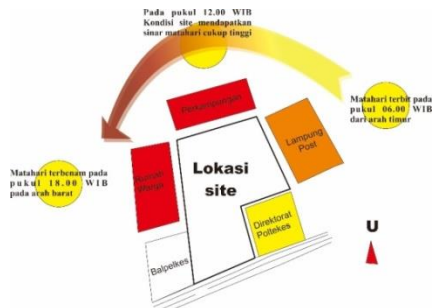 Pada pukul 12.00 WIB
Kondisi site mendapatkan
sinar matahari cukup tinggi
Matahari terbit pada
pukul 06.00 WIB
dari arah timur
Perkampungan
Lampung
Post
Lokasi
site
Rumah
Warga
Matahari terbenam pada
pukul 18.00 WIB
pada arah barat
Direktorat
Poltekes
Balpelkes
U